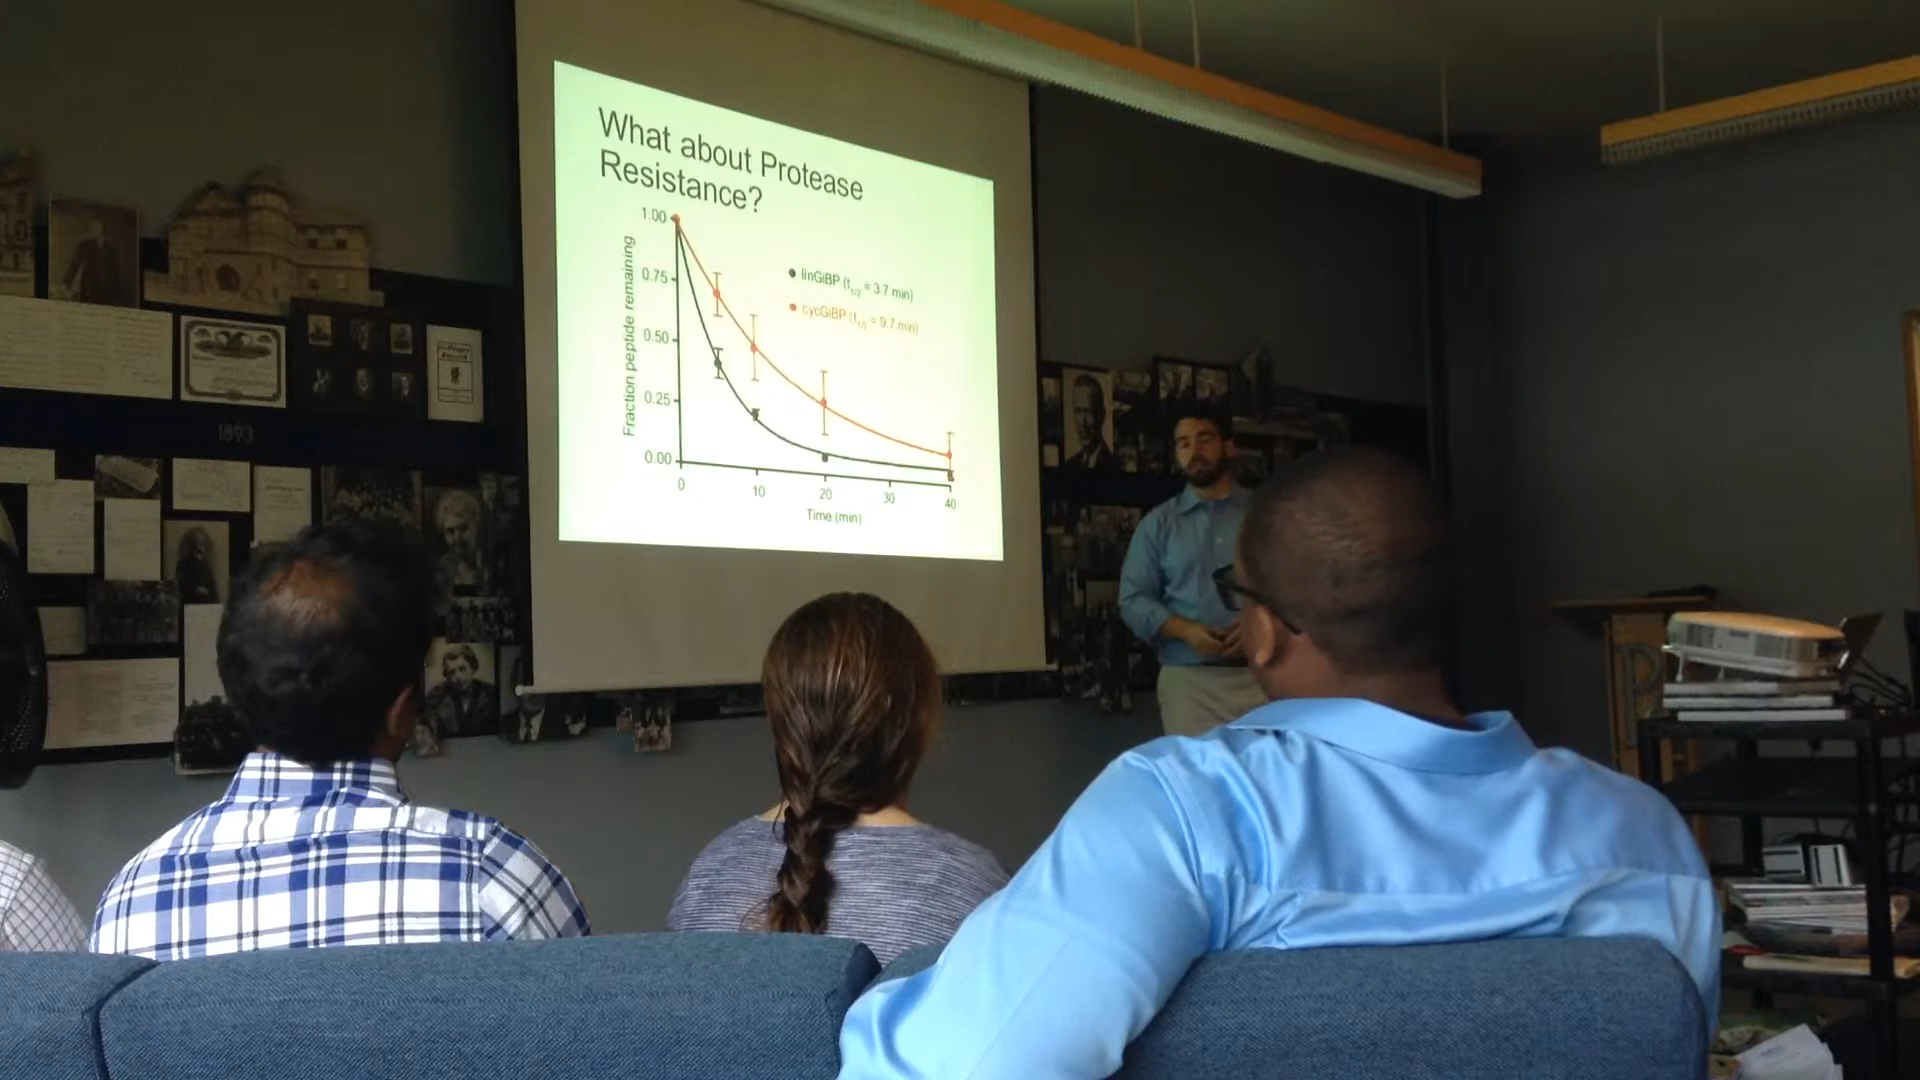 What about Protease
Resistance?
1.00
0.75
0.50
0.25
0.00
Fraction peptide remaining
linGiBP (t1/2 = 3.7 min)
cycGiBP (t1/2 = 9.7 min)
0
10
20
30
40
Time (min)
1893
P